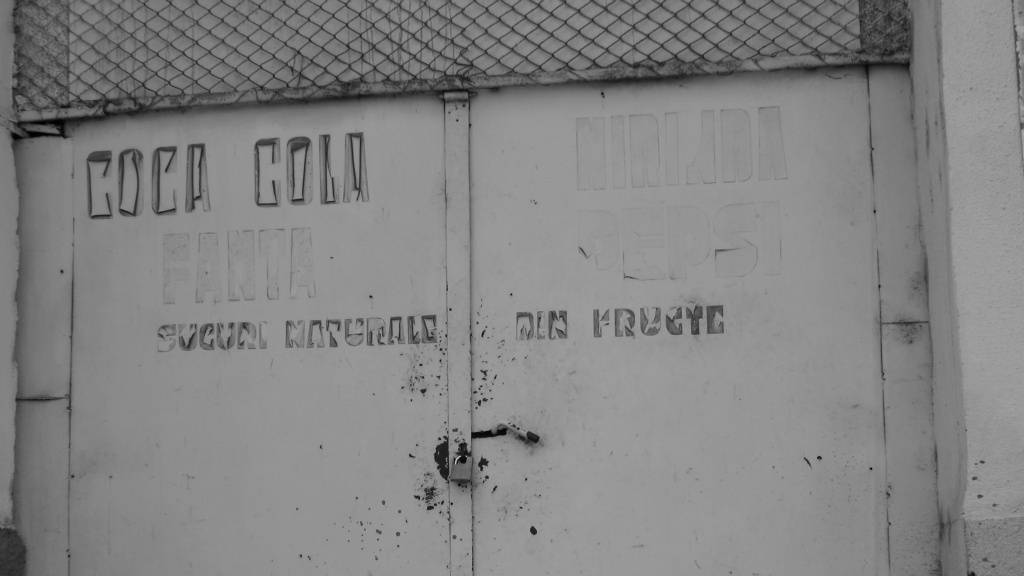 COCA COLA
FANTA
MIRINDA
PEPSI
SUCURI NATURALE DIN FRUCTE